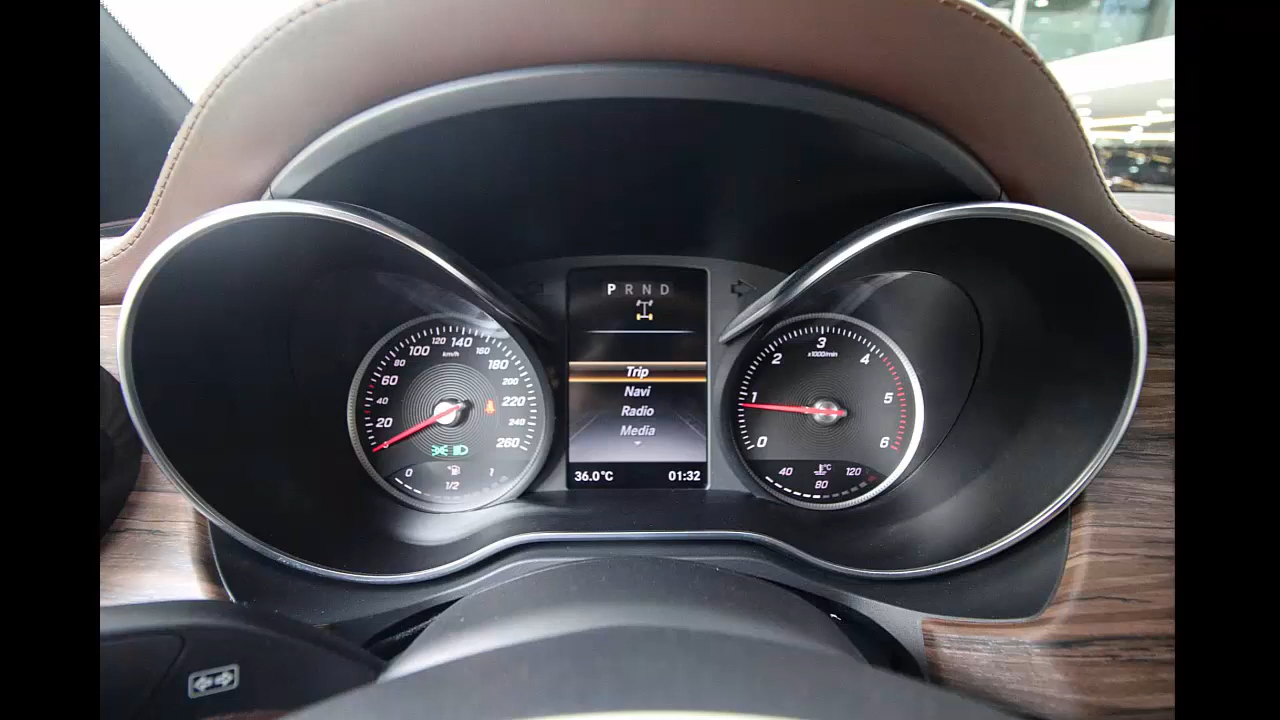 P R N D
Trip
Navi
Radio
Media
36.0°C 01:32
0 20 40 60 80 100 120 140 160 180 200 220 240 260
km/h
0 1/2 1
0 1 2 3 4 5 6
x1000/min
°C
40 80 120